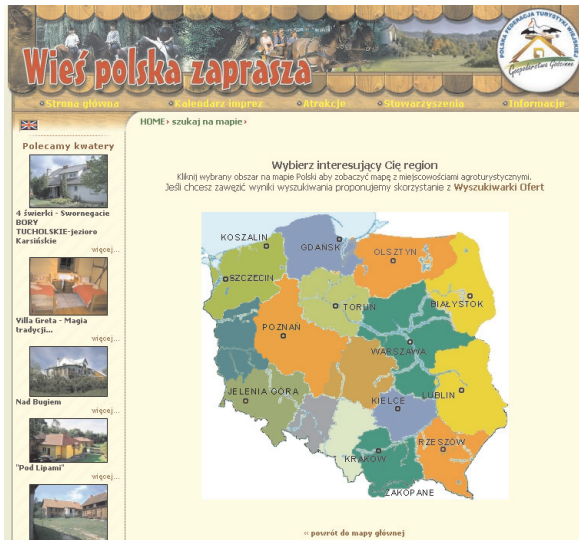 POLSKA FEDERACJA TURYSTYKI WIEJSKIEJ
Gospodarstwa Gościnne
Wieś polska zaprasza
Strona główna
Kalendarz imprez
Atrakcje
Stowarzyszenia
Informacje
HOME› szukaj na mapie›
Polecamy kwatery
4 świerki - Swornegacie
BORY
TUCHOLSKIE-jezioro
Karsińskie
więcej...
Villa Greta - Magia
tradycji...
więcej...
Nad Bugiem
więcej...
"Pod Lipami"
więcej...
Wybierz interesujący Cię region
Kliknij wybrany obszar na mapie Polski aby zobaczyć mapę z miejscowościami agroturystycznymi.
Jeśli chcesz zawęzić wyniki wyszukiwania proponujemy skorzystanie z Wyszukiwarki Ofert
KOSZALIN
GDAŃSK
OLSZTYN
SZCZECIN
TORUŃ
BIAŁYSTOK
POZNAŃ
WARSZAWA
JELENIA GÓRA
KIELCE
LUBLIN
RZESZÓW
KRAKÓW
ZAKOPANE
‹‹ powrót do mapy głównej